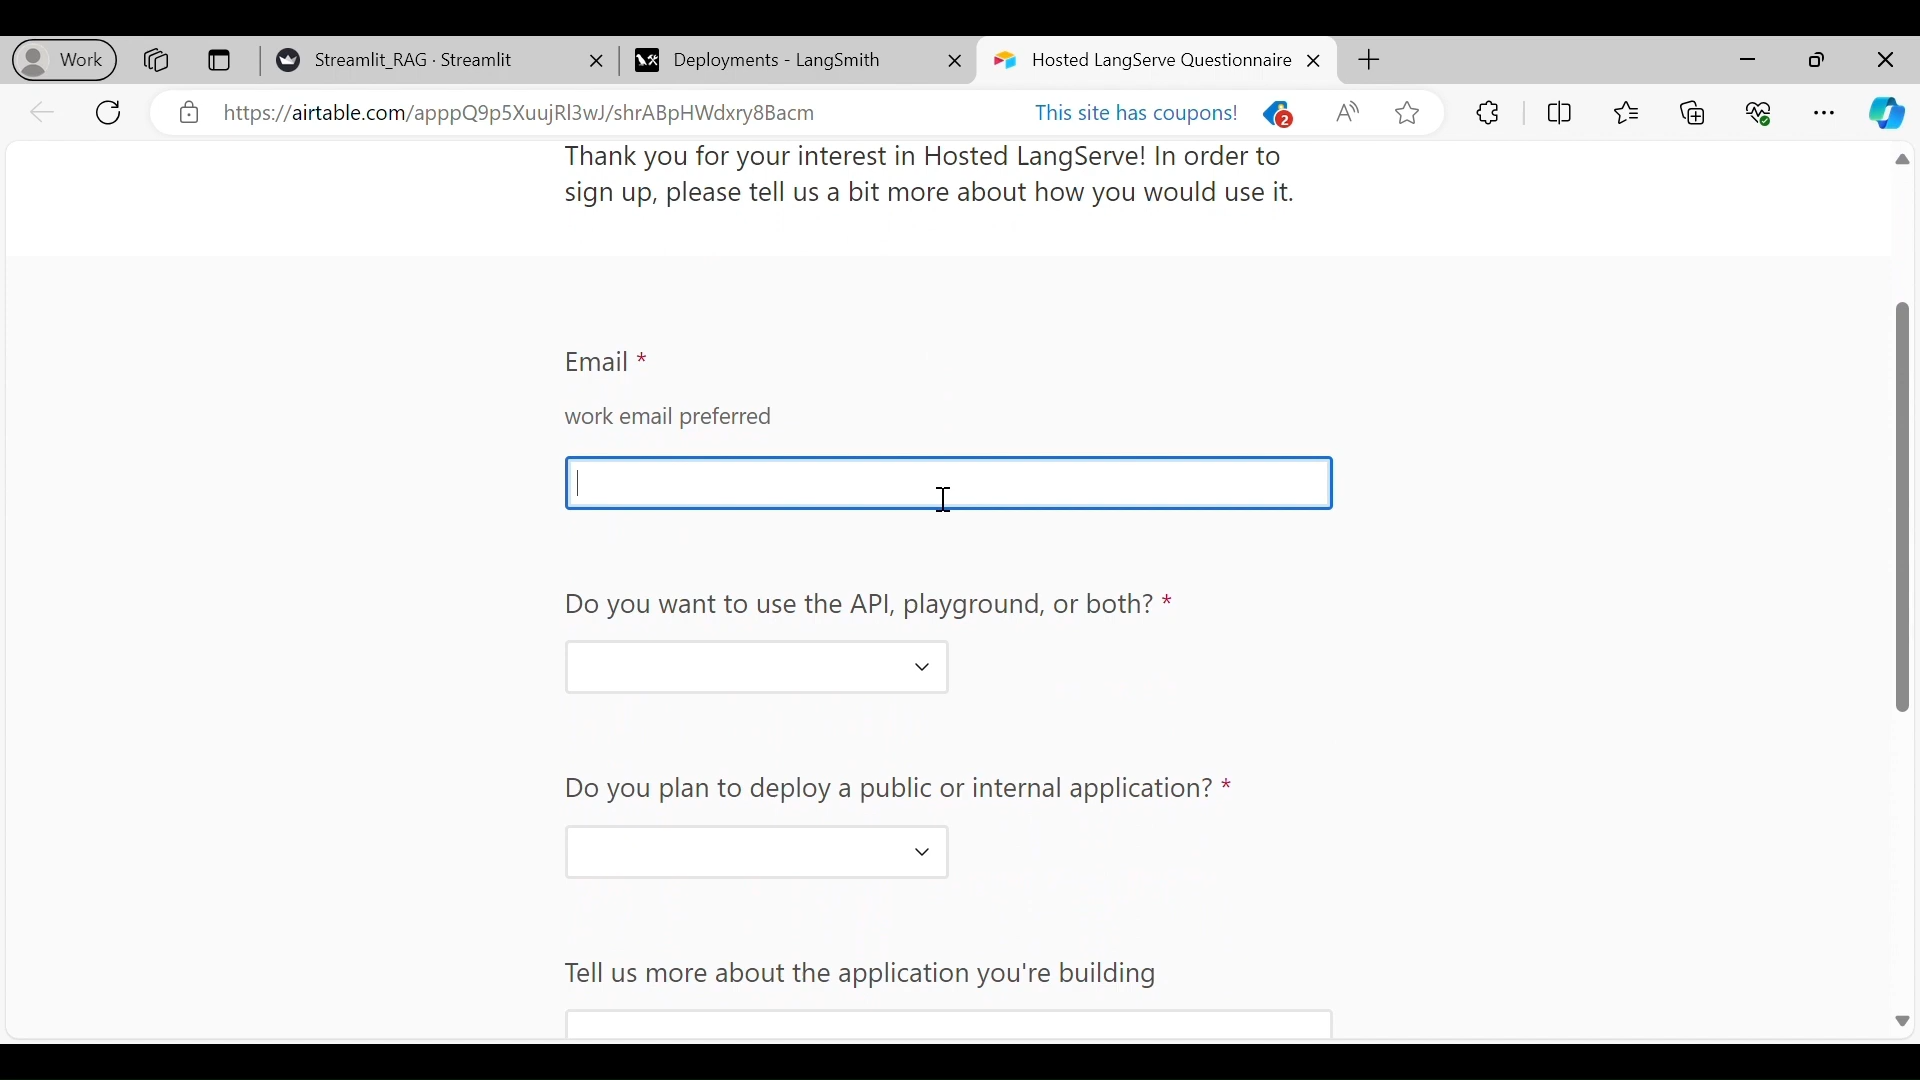 Work
Streamlit_RAG · Streamlit
Deployments - LangSmith
Hosted LangServe Questionnaire
https://airtable.com/apppQ9p5XuujRl3wJ/shrABpHWdxry8Bacm
This site has coupons!
2
Thank you for your interest in Hosted LangServe! In order to
sign up, please tell us a bit more about how you would use it.
Email *
work email preferred
Do you want to use the API, playground, or both? *
Do you plan to deploy a public or internal application? *
Tell us more about the application you're building